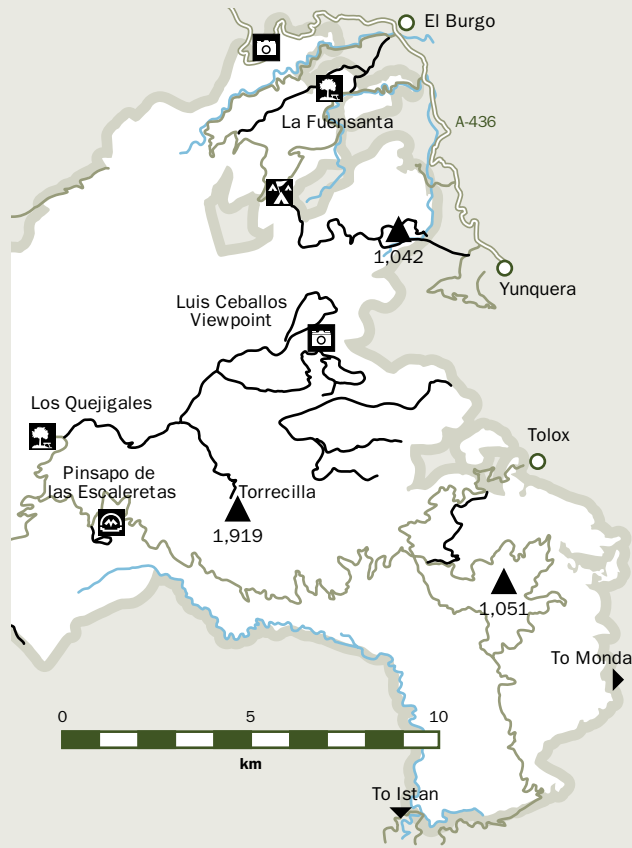 El Burgo
La Fuensanta
A-436
1,042
Yunquera
Luis Ceballos
Viewpoint
Los Quejigales
Tolox
Pinsapo de
las Escaleretas
Torrecilla
1,919
1,051
To Monda
0 5 10
km
To Istan